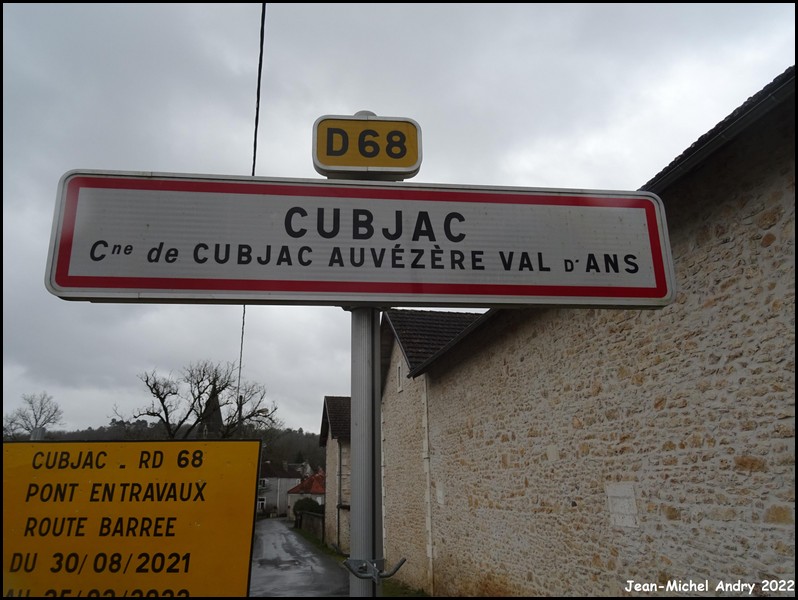 D68
CUBJAC
Cne de CUBJAC AUVÉZÈRE VAL D'ANS
CUBJAC _ RD 68
PONT EN TRAVAUX
ROUTE BARREE
DU 30/08/2021
Jean-Michel Andry 2022